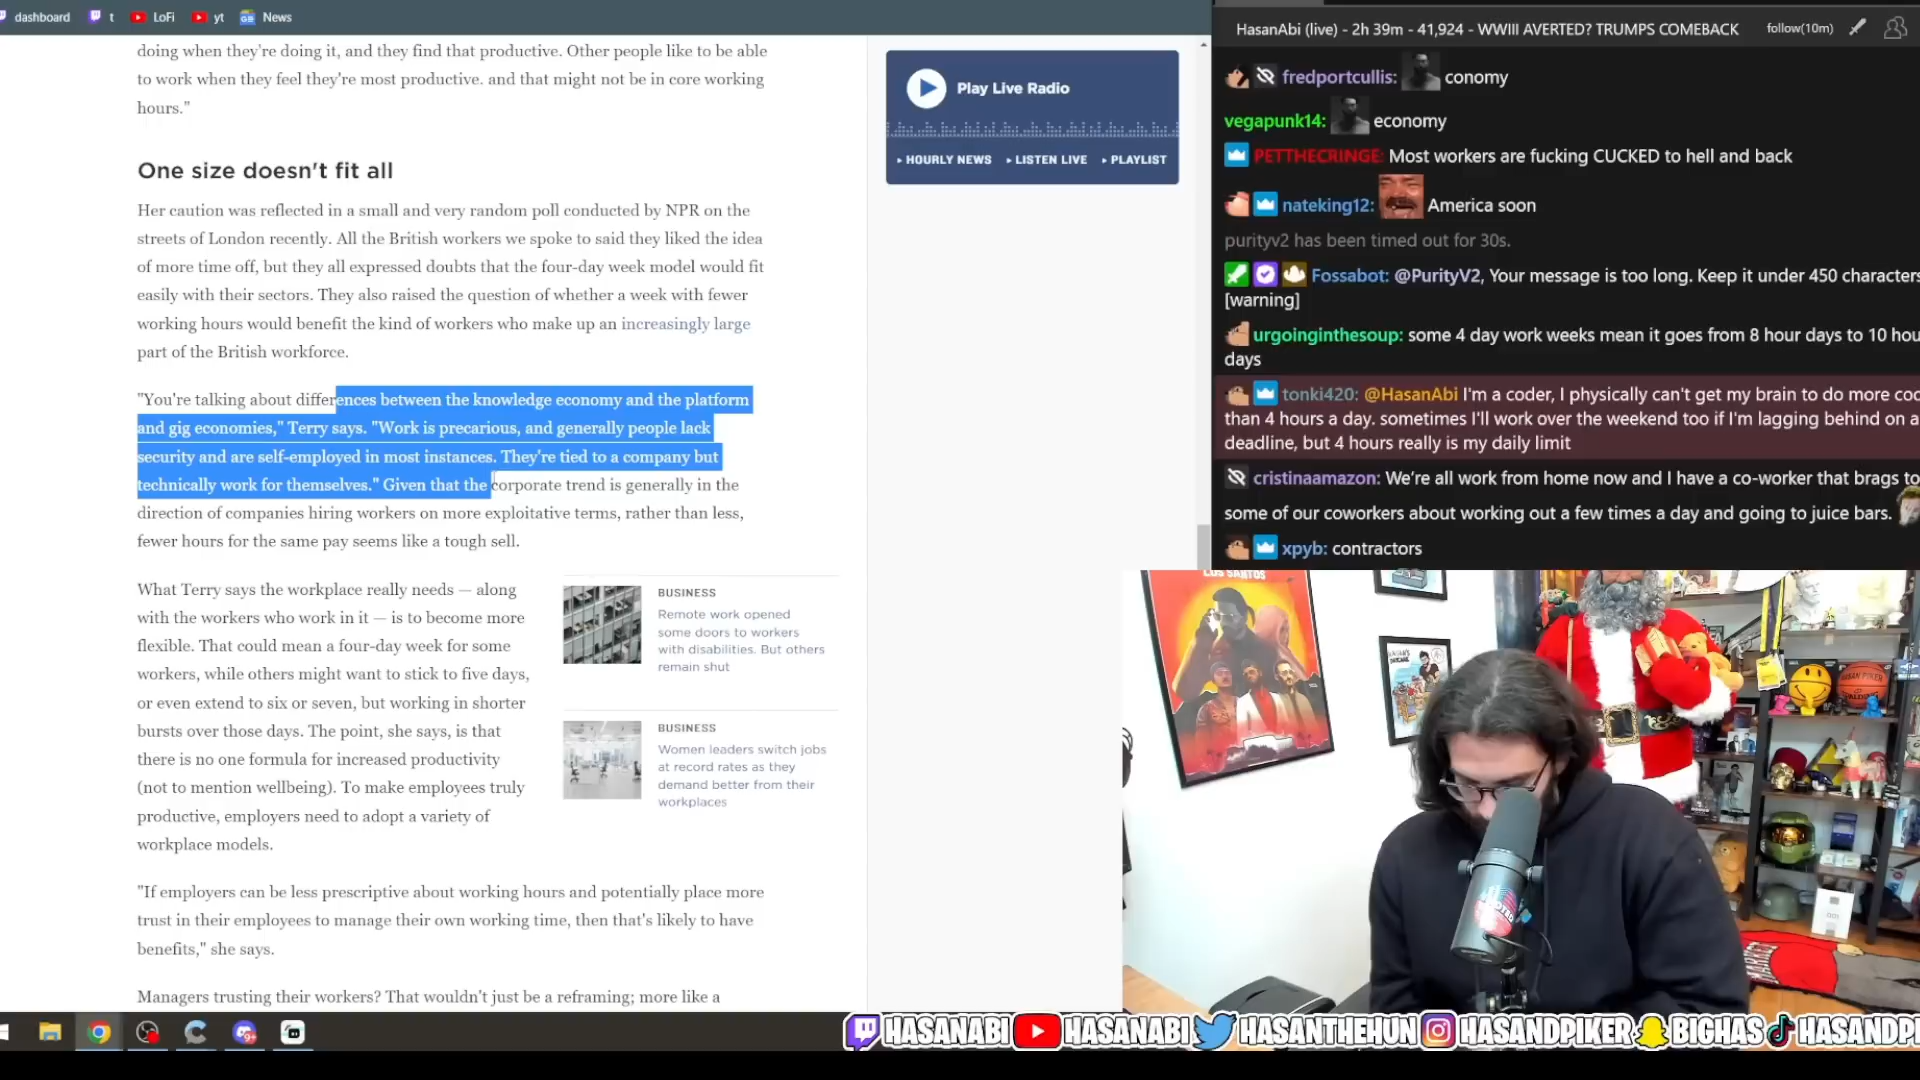 dashboard
t
LoFi
yt
News
doing when they're doing it, and they find that productive. Other people like to be able
to work when they feel they're most productive. and that might not be in core working
hours."
One size doesn't fit all
Her caution was reflected in a small and very random poll conducted by NPR on the
streets of London recently. All the British workers we spoke to said they liked the idea
of more time off, but they all expressed doubts that the four-day week model would fit
easily with their sectors. They also raised the question of whether a week with fewer
working hours would benefit the kind of workers who make up an increasingly large
part of the British workforce.
"You're talking about differences between the knowledge economy and the platform
and gig economies," Terry says. "Work is precarious, and generally people lack
security and are self-employed in most instances. They're tied to a company but
technically work for themselves." Given that the corporate trend is generally in the
direction of companies hiring workers on more exploitative terms, rather than less,
fewer hours for the same pay seems like a tough sell.
What Terry says the workplace really needs — along
with the workers who work in it — is to become more
flexible. That could mean a four-day week for some
workers, while others might want to stick to five days,
or even extend to six or seven, but working in shorter
bursts over those days. The point, she says, is that
there is no one formula for increased productivity
(not to mention wellbeing). To make employees truly
productive, employers need to adopt a variety of
workplace models.
BUSINESS
Remote work opened
some doors to workers
with disabilities. But others
remain shut
BUSINESS
Women leaders switch jobs
at record rates as they
demand better from their
workplaces
"If employers can be less prescriptive about working hours and potentially place more
trust in their employees to manage their own working time, then that's likely to have
benefits," she says.
Managers trusting their workers? That wouldn't just be a reframing; more like a
Play Live Radio
HOURLY NEWS
LISTEN LIVE
PLAYLIST
HasanAbi (live) - 2h 39m - 41,924 - WWIII AVERTED? TRUMPS COMEBACK
follow(10m)
fredportcullis: conomy
vegapunk14: economy
PETTHECRINGE: Most workers are fucking CUCKED to hell and back
nateking12: America soon
purityv2 has been timed out for 30s.
Fossabot: @PurityV2, Your message is too long. Keep it under 450 characters
[warning]
urgoinginthesoup: some 4 day work weeks mean it goes from 8 hour days to 10 hou
days
tonki420: @HasanAbi I'm a coder, I physically can't get my brain to do more co
than 4 hours a day. sometimes I'll work over the weekend too if I'm lagging behind on a
deadline, but 4 hours really is my daily limit
cristinaamazon: We're all work from home now and I have a co-worker that brags to
some of our coworkers about working out a few times a day and going to juice bars.
xpyb: contractors
LOS SANTOS
HASANABI
HASANABI
HASANTHEHUN
HASANDPIKER
BIGHAS
HASANDPI